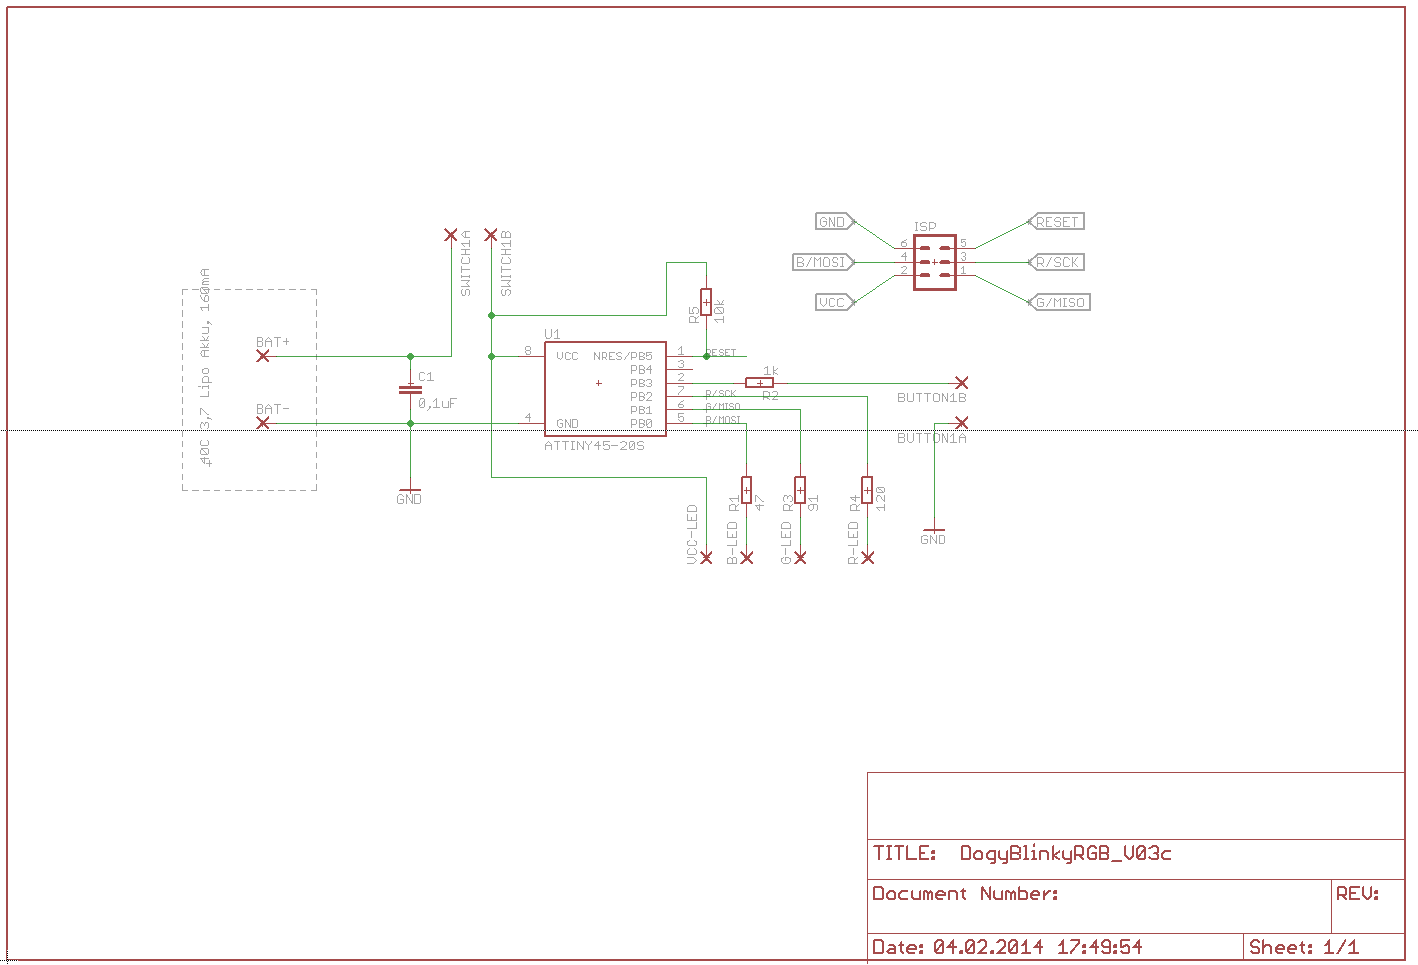 GND
B/MOSI
VCC
ISP
6 5
4 3
2 1
RESET
R/SCK
G/MISO
40C 3,7 Lipo Akku, 160mA
BAT+
BAT-
SWITCH1A
SWITCH1B
C1
0,1uF
GND
U1
8 VCC
4 GND
NRES/PB5 1 RESET
PB4 3
PB3 2
PB2 7 R/SCK
PB1 6 G/MISO
PB0 5 B/MOSI
ATTINY45-20S
R5
10k
1k
R2
BUTTON1B
BUTTON1A
GND
R1
47
R3
91
R4
120
VCC-LED
B-LED
G-LED
R-LED
TITLE: DogyBlinkyRGB_V03c
Document Number:
REV:
Date: 04.02.2014 17:49:54
Sheet: 1/1